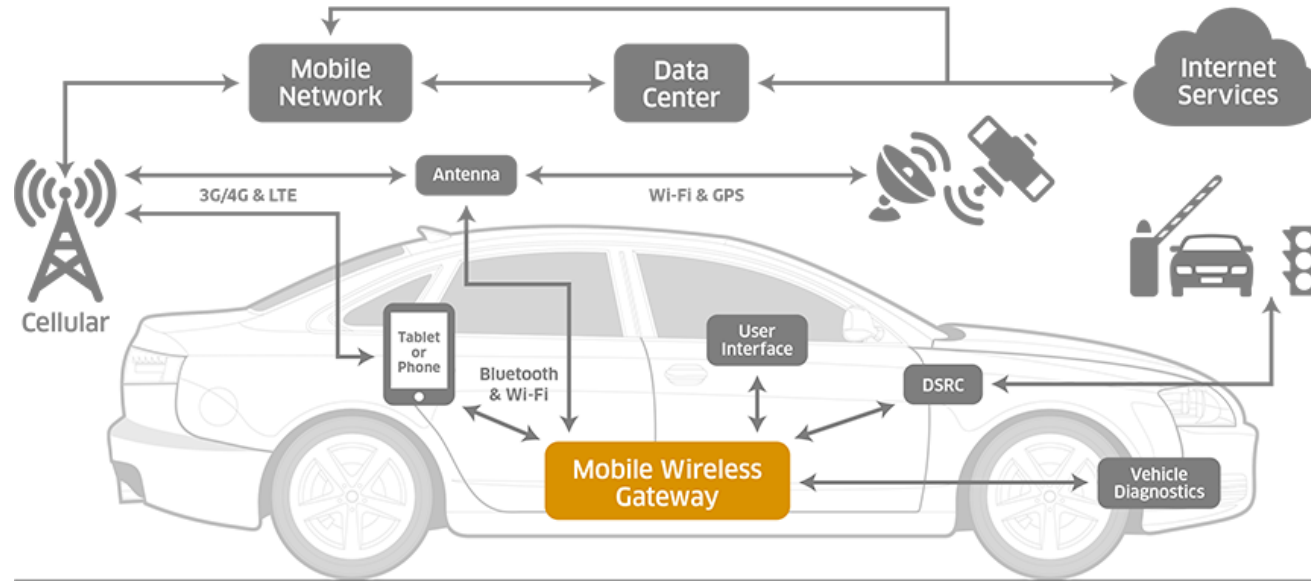 Mobile
Network
Data
Center
Internet
Services
Antenna
3G/4G & LTE
Wi-Fi & GPS
Cellular
Tablet
or
Phone
Bluetooth
& Wi-Fi
User
Interface
DSRC
Mobile Wireless
Gateway
Vehicle
Diagnostics